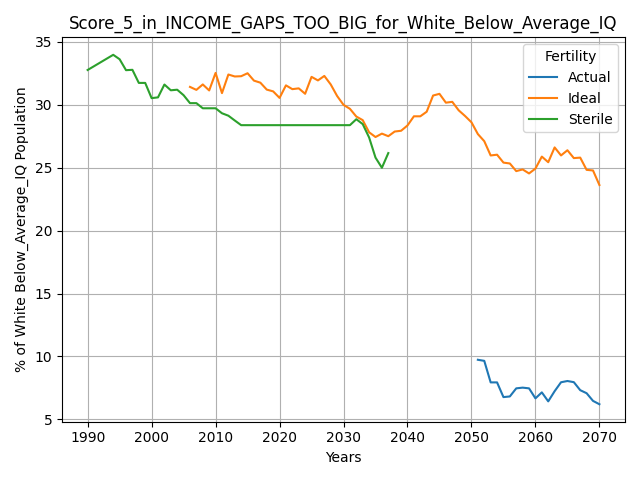 Score_5_in_INCOME_GAPS_TOO_BIG_for_White_Below_Average_IQ
% of White Below_Average_IQ Population
35
30
25
20
15
10
5
Fertility
Actual
Ideal
Sterile
1990 2000 2010 2020 2030 2040 2050 2060 2070
Years